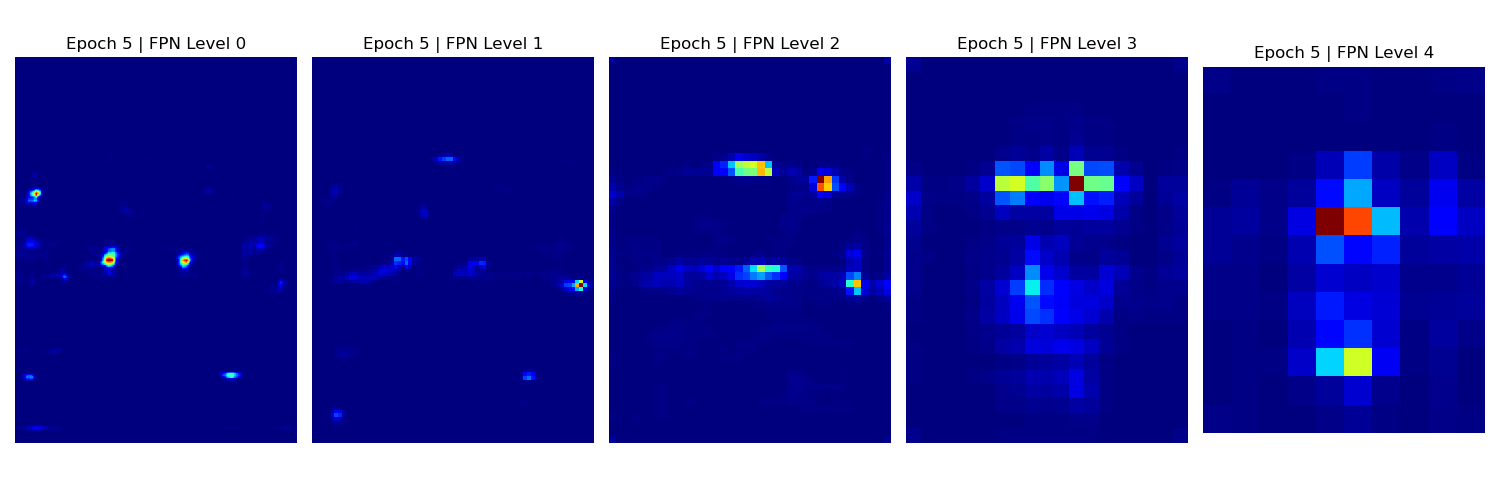 Epoch 5 | FPN Level 0
Epoch 5 | FPN Level 1
Epoch 5 | FPN Level 2
Epoch 5 | FPN Level 3
Epoch 5 | FPN Level 4